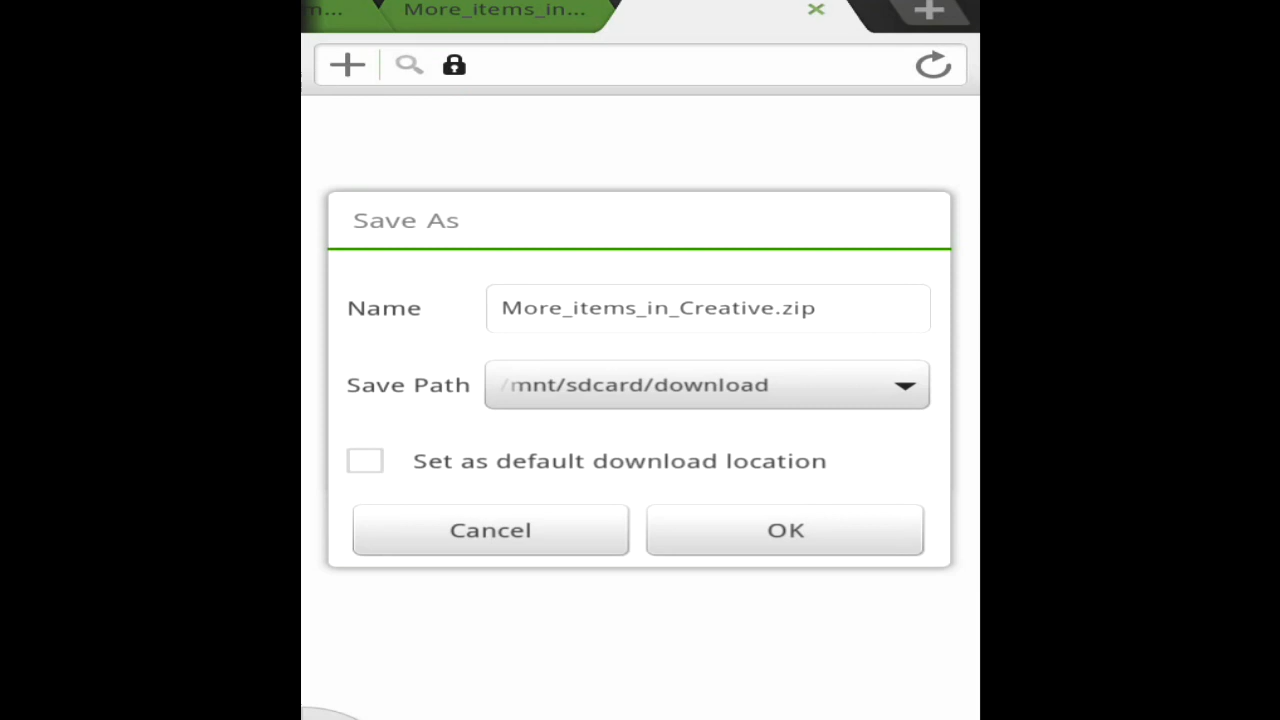 More_items_in...
Save As
Name
More_items_in_Creative.zip
Save Path
/mnt/sdcard/download
Set as default download location
Cancel
OK